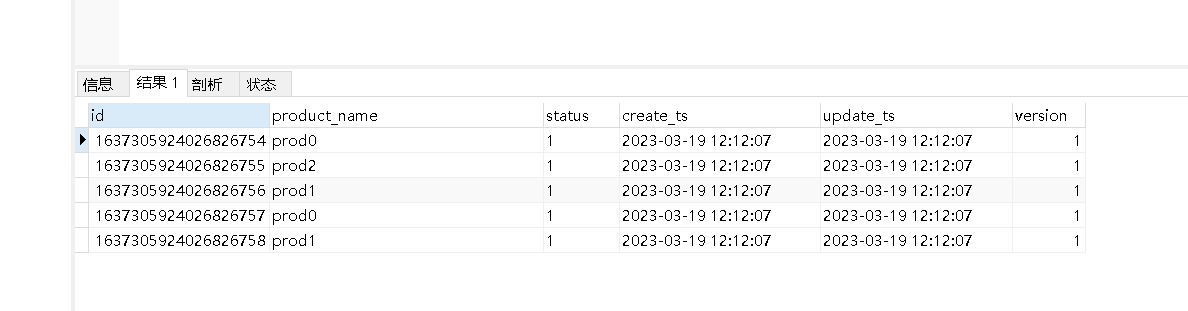 信息 结果 1 剖析 状态
id product_name status create_ts update_ts version
1637305924026826754 prod0 1 2023-03-19 12:12:07 2023-03-19 12:12:07 1
1637305924026826755 prod2 1 2023-03-19 12:12:07 2023-03-19 12:12:07 1
1637305924026826756 prod1 1 2023-03-19 12:12:07 2023-03-19 12:12:07 1
1637305924026826757 prod0 1 2023-03-19 12:12:07 2023-03-19 12:12:07 1
1637305924026826758 prod1 1 2023-03-19 12:12:07 2023-03-19 12:12:07 1